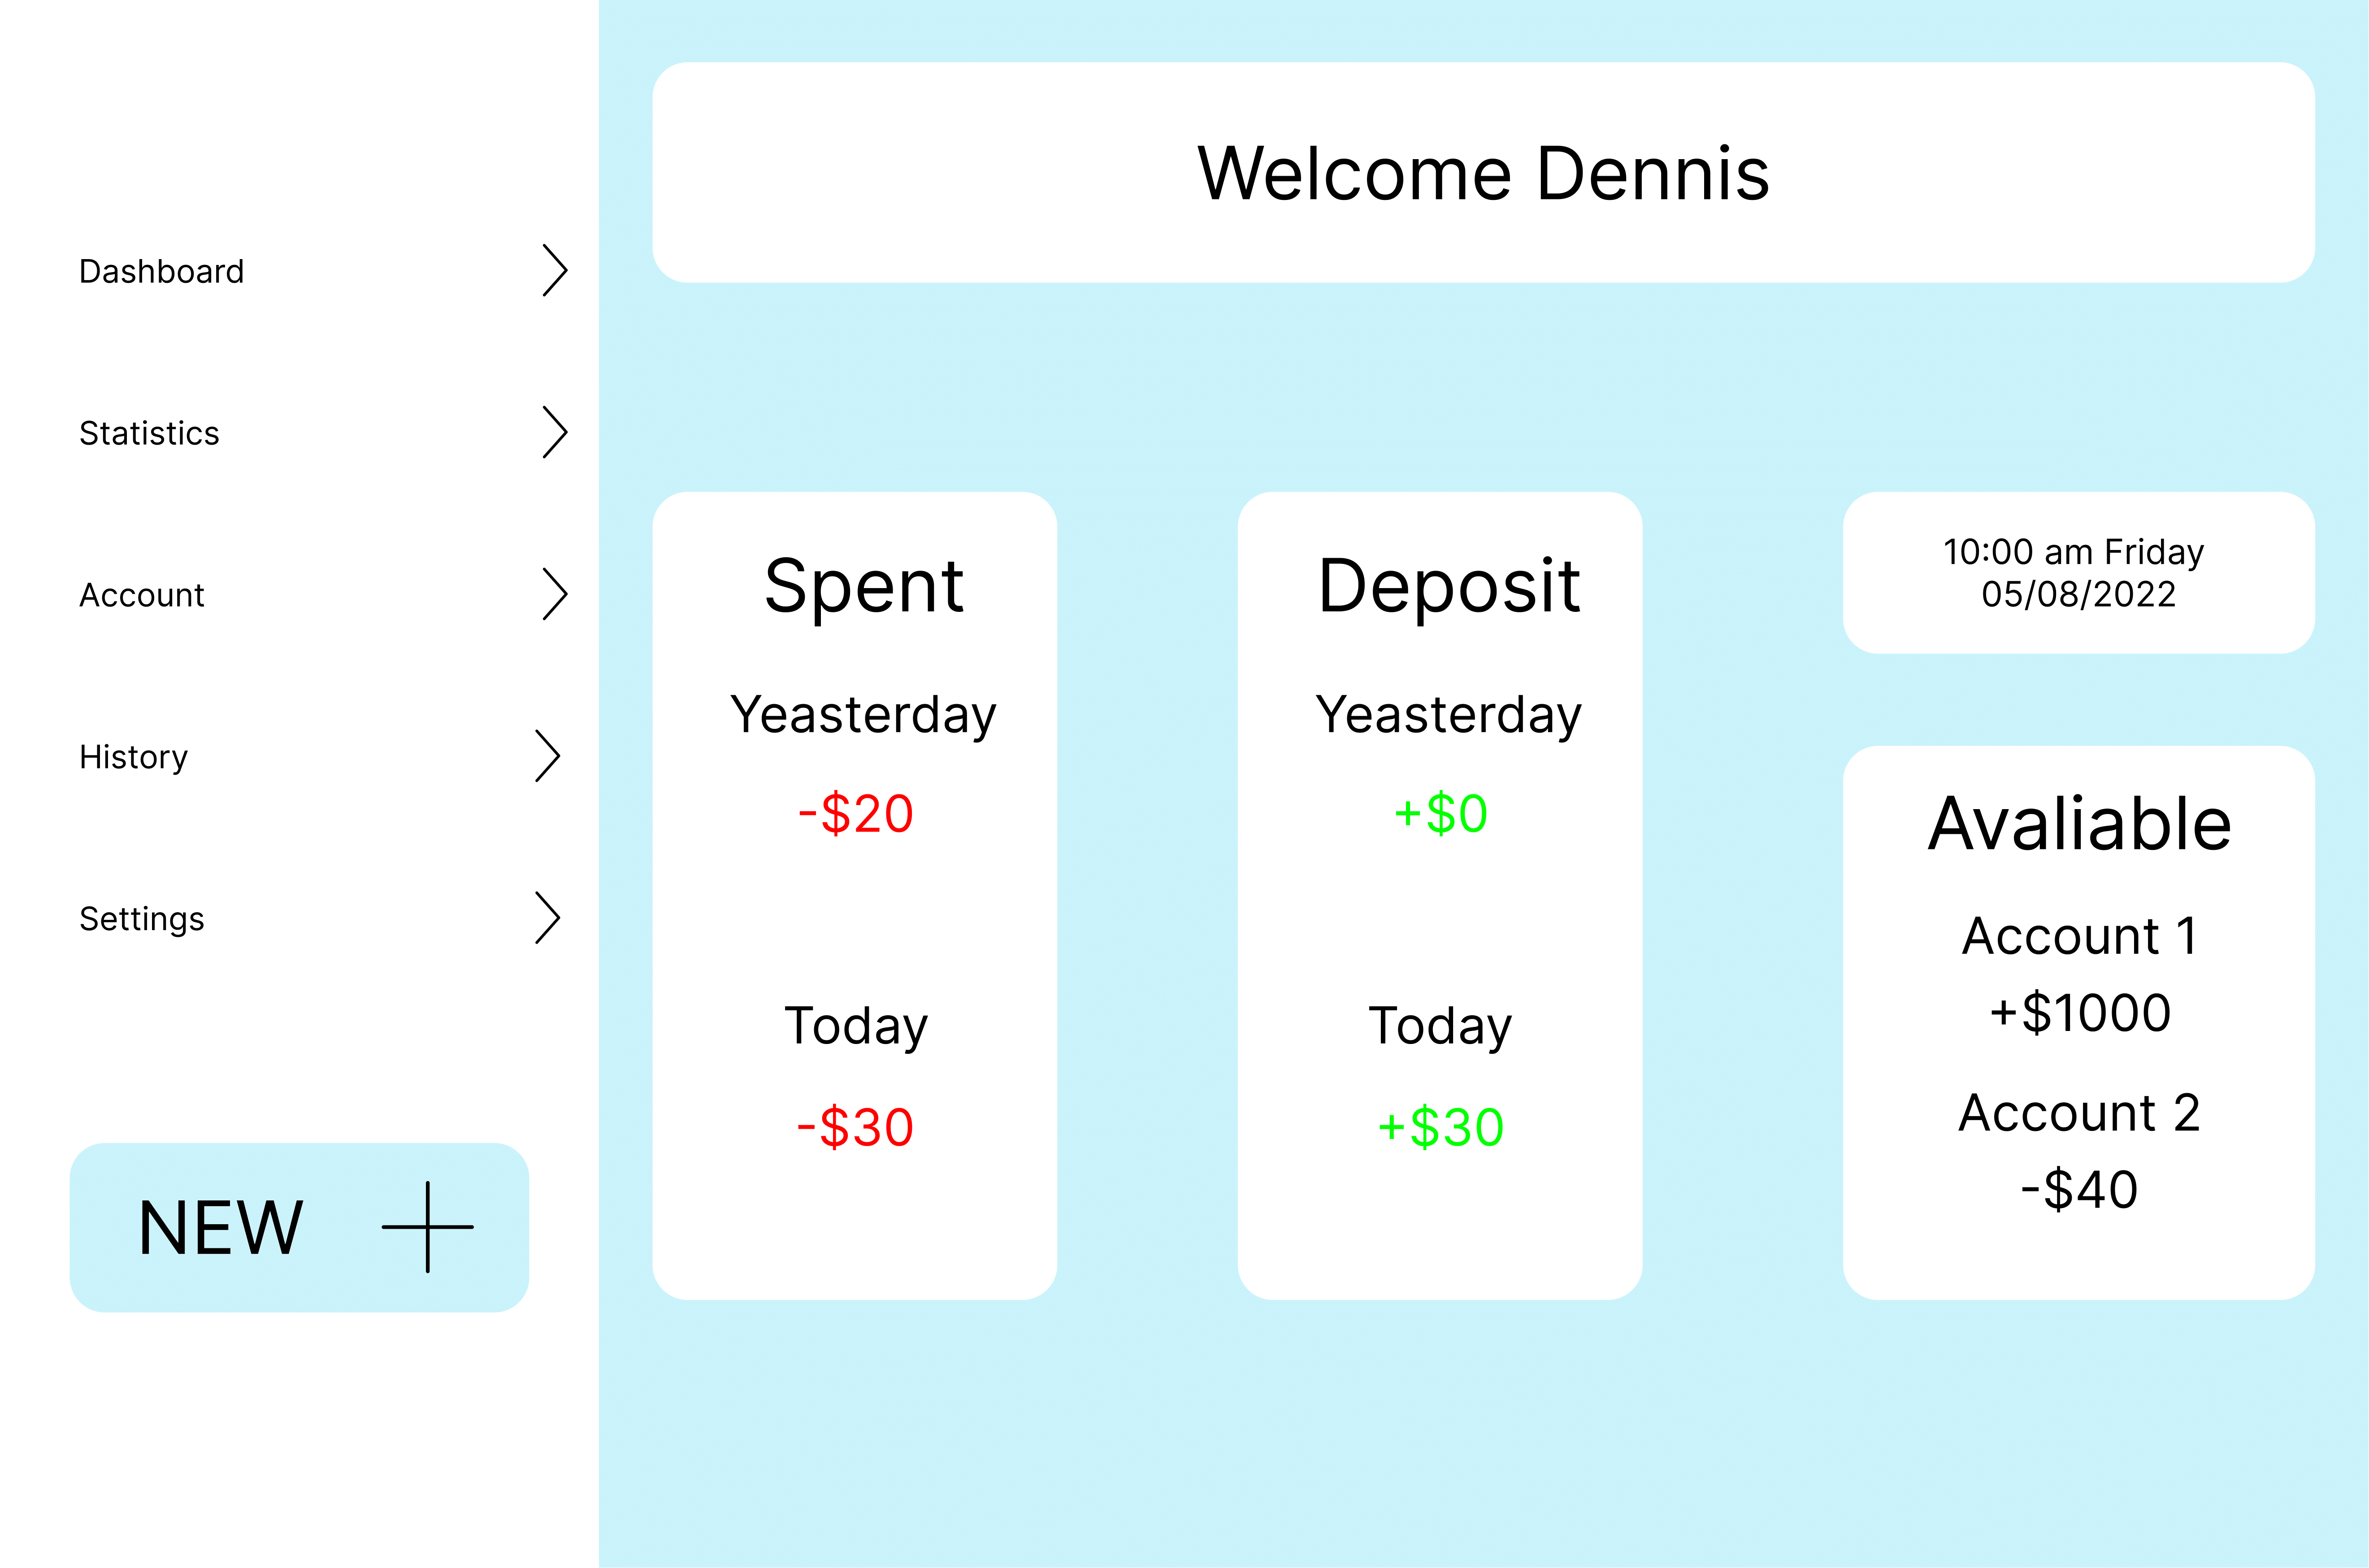 Dashboard
Statistics
Account
History
Settings
NEW
Welcome Dennis
Spent
Yeasterday
-$20
Today
-$30
Deposit
Yeasterday
+$0
Today
+$30
10:00 am Friday
05/08/2022
Avaliable
Account 1
+$1000
Account 2
-$40